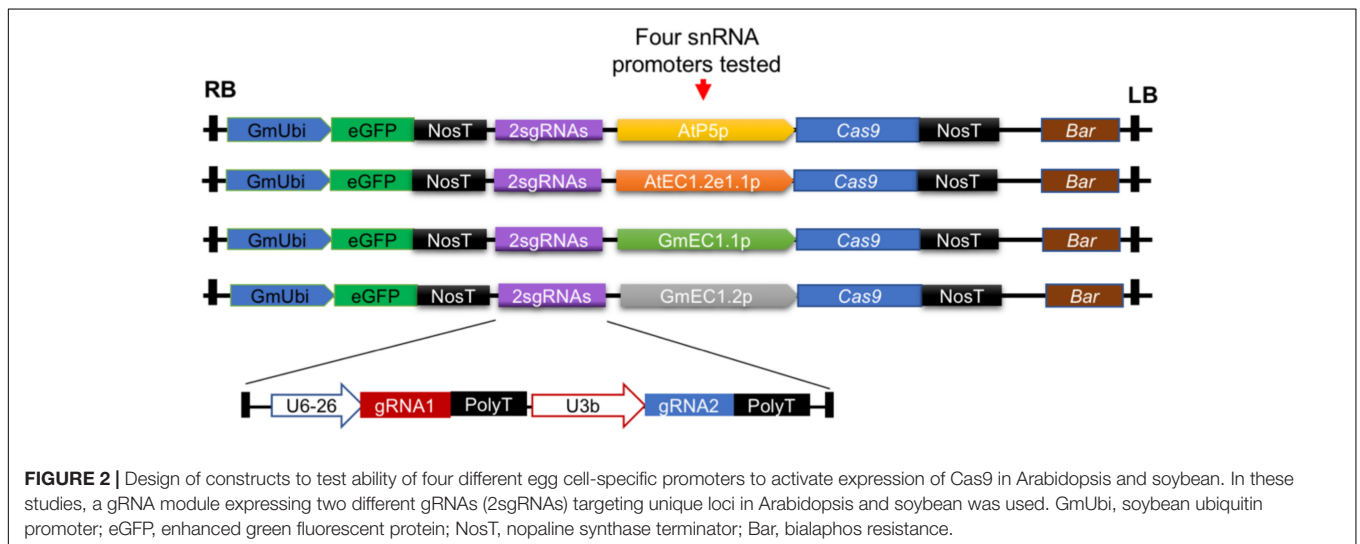 Four snRNA
promoters tested
RB LB
GmUbi eGFP NosT 2sgRNAs AtP5p Cas9 NosT Bar
GmUbi eGFP NosT 2sgRNAs AtEC1.2e1.1p Cas9 NosT Bar
GmUbi eGFP NosT 2sgRNAs GmEC1.1p Cas9 NosT Bar
GmUbi eGFP NosT 2sgRNAs GmEC1.2p Cas9 NosT Bar
U6-26 gRNA1 PolyT U3b gRNA2 PolyT
FIGURE 2 | Design of constructs to test ability of four different egg cell-specific promoters to activate expression of Cas9 in Arabidopsis and soybean. In these
studies, a gRNA module expressing two different gRNAs (2sgRNAs) targeting unique loci in Arabidopsis and soybean was used. GmUbi, soybean ubiquitin
promoter; eGFP, enhanced green fluorescent protein; NosT, nopaline synthase terminator; Bar, bialaphos resistance.